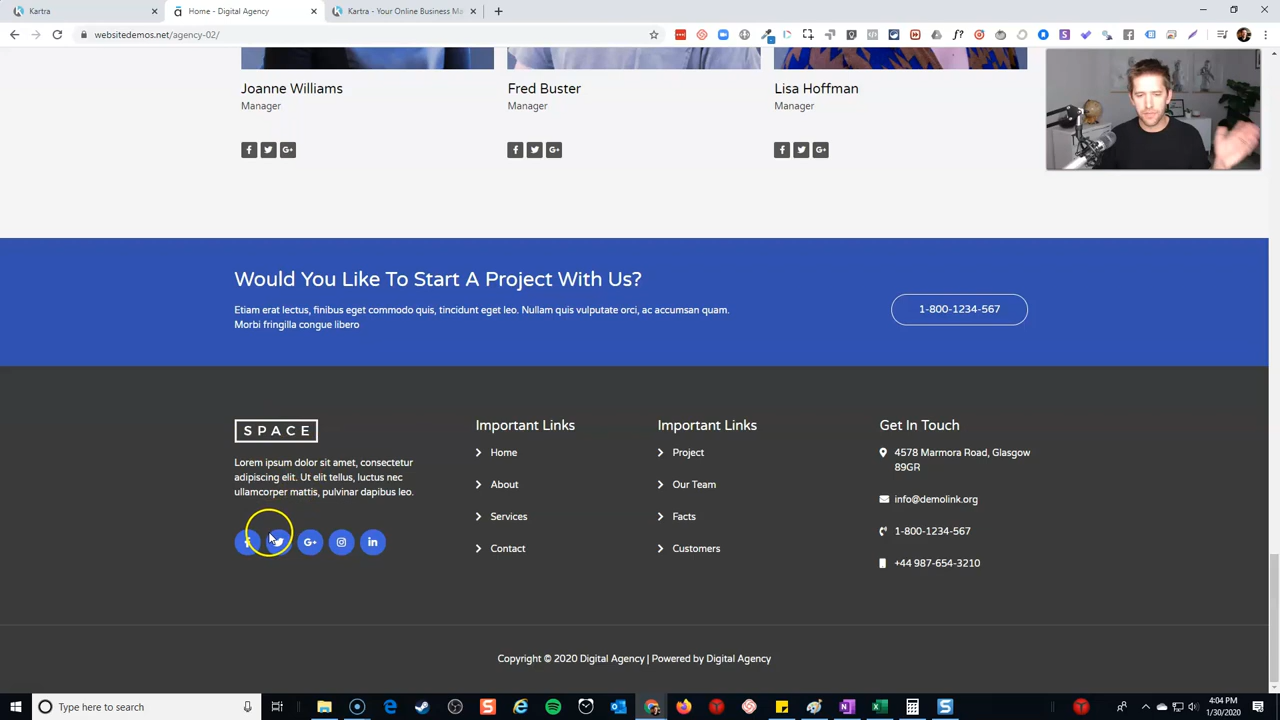 Kartra
Home - Digital Agency
Kartra - Your Online Business Ma
websitedemos.net/agency-02/
Joanne Williams
Manager
Fred Buster
Manager
Lisa Hoffman
Manager
Would You Like To Start A Project With Us?
Etiam erat lectus, finibus eget commodo quis, tincidunt eget leo. Nullam quis vulputate orci, ac accumsan quam.
Morbi fringilla congue libero
1-800-1234-567
SPACE
Lorem ipsum dolor sit amet, consectetur
adipiscing elit. Ut elit tellus, luctus nec
ullamcorper mattis, pulvinar dapibus leo.
Important Links
Home
About
Services
Contact
Important Links
Project
Our Team
Facts
Customers
Get In Touch
4578 Marmora Road, Glasgow
89GR
info@demolink.org
1-800-1234-567
+44 987-654-3210
Copyright © 2020 Digital Agency | Powered by Digital Agency
Type here to search
4:04 PM
1/30/2020